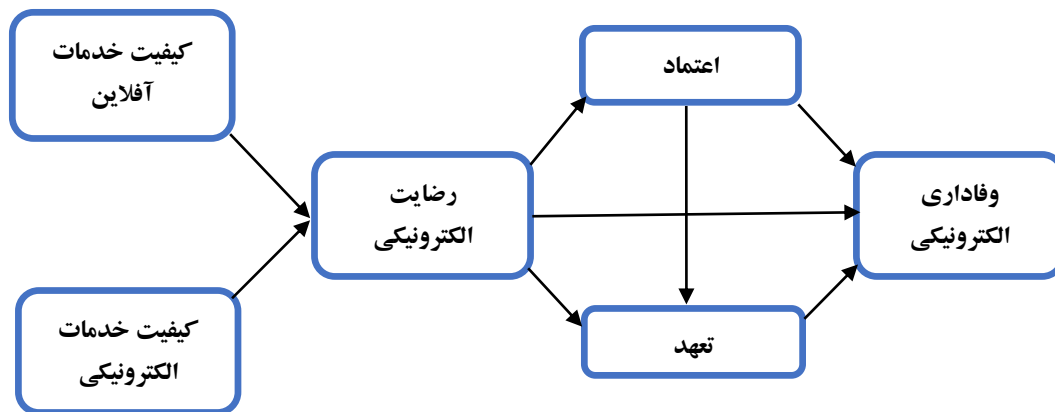 کیفیت خدمات
آفلاین
کیفیت خدمات
الکترونیکی
رضایت
الکترونیکی
اعتماد
تعهد
وفاداری
الکترونیکی